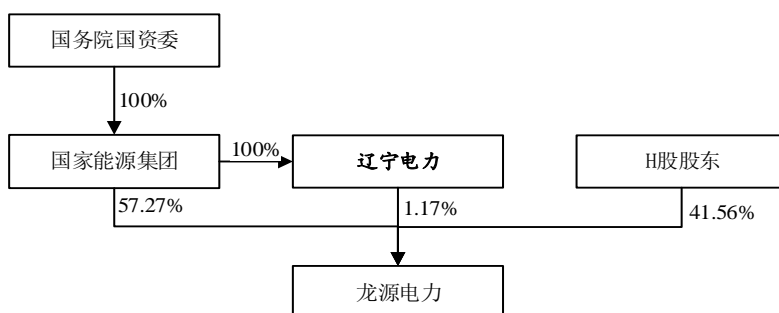 国务院国资委
100%
国家能源集团
100%
辽宁电力
H股股东
57.27%
1.17%
41.56%
龙源电力